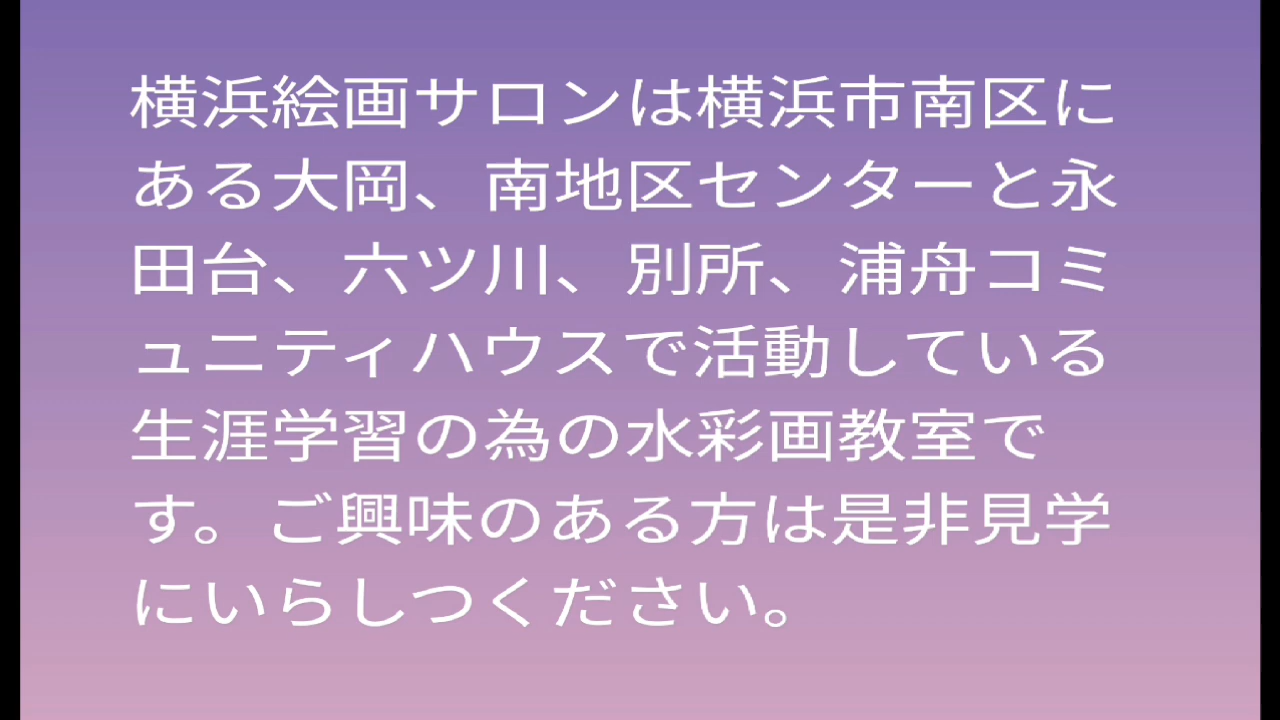 横浜絵画サロンは横浜市南区に
ある大岡、南地区センターと永
田台、六ツ川、別所、浦舟コミ
ュニティハウスで活動している
生涯学習の為の水彩画教室で
す。ご興味のある方は是非見学
にいらしつください。